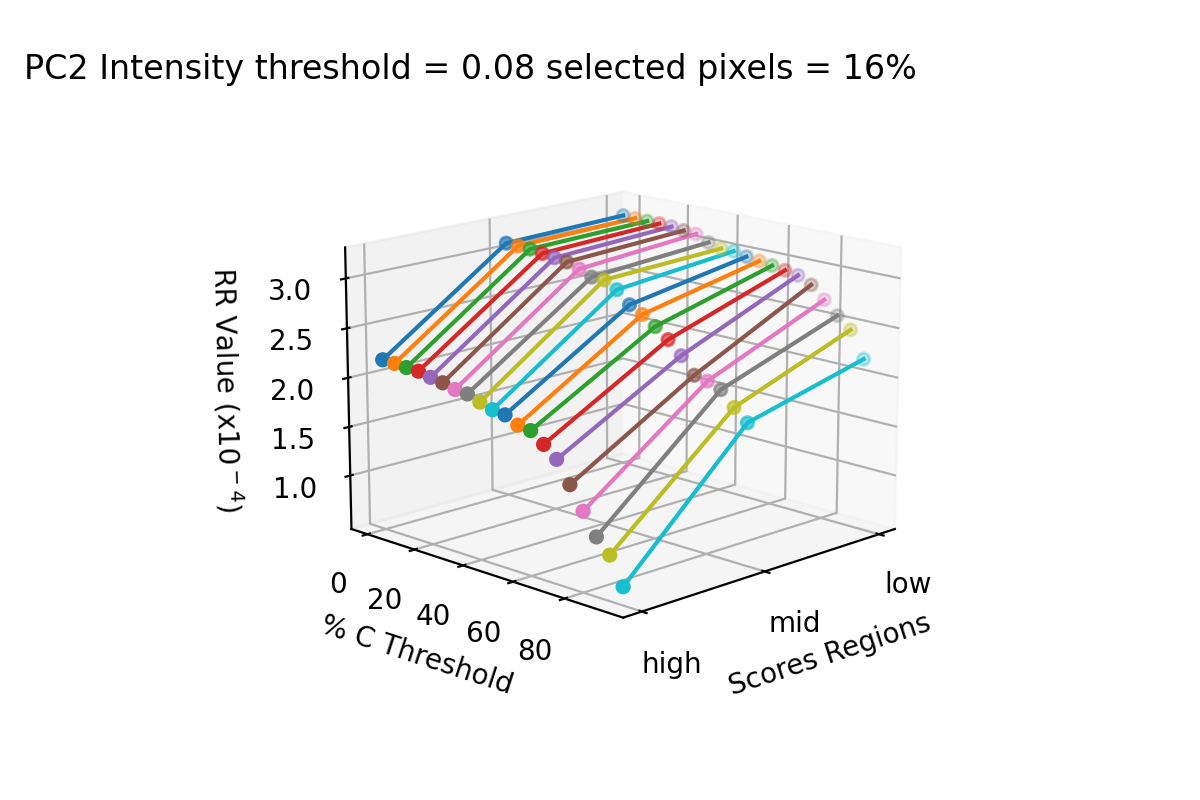 PC2 Intensity threshold = 0.08 selected pixels = 16%
RR Value (x10⁻⁴)
3.0
2.5
2.0
1.5
1.0
0
20
40
60
80
% C Threshold
high
mid
low
Scores Regions